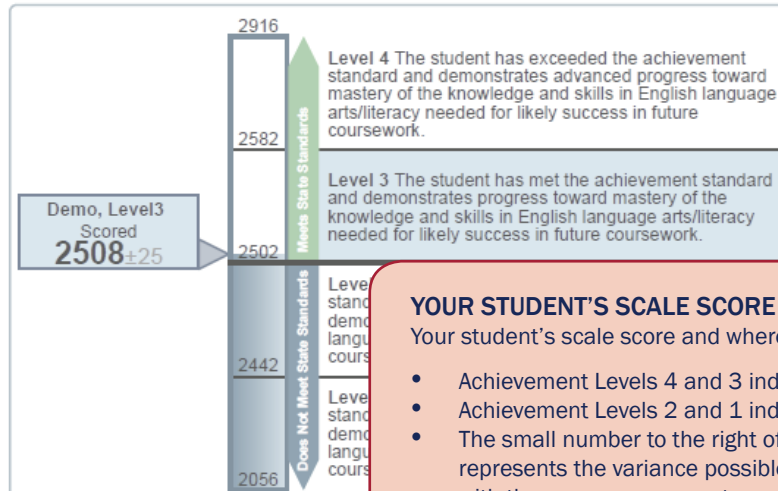 2916
Level 4 The student has exceeded the achievement
standard and demonstrates advanced progress toward
mastery of the knowledge and skills in English language
arts/literacy needed for likely success in future
coursework.
2582
Level 3 The student has met the achievement standard
and demonstrates progress toward mastery of the
knowledge and skills in English language arts/literacy
needed for likely success in future coursework.
Meets State Standards
Demo, Level3
Scored
2508±25
2502
Does Not Meet State Standards
2442
2056
YOUR STUDENT'S SCALE SCORE
Your student's scale score and where
Achievement Levels 4 and 3
Achievement Levels 2 and 1
The small number to the right of
represents the variance possible